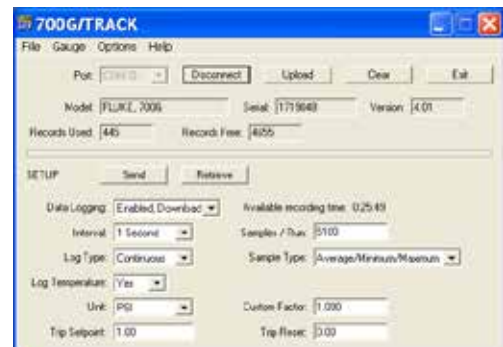 700G/TRACK
File Gauge Options Help
Port: Disconnect Upload Clear Exit
Model: FLUKE, 700G Serial: Version: 4.01
Records Used: 445 Records Free:
SETUP Send Retrieve
Data Logging: Enabled, Download Available recording time: 0:25:49
Interval: 1 Second Samples / Run:
Log Type: Continuous Sample Type: Average/Minimum/Maximum
Log Temperature: Yes
Unit: PSI Custom Factor: 1.000
Trip Setpoint: 1.00 Trip Reset: 0.00